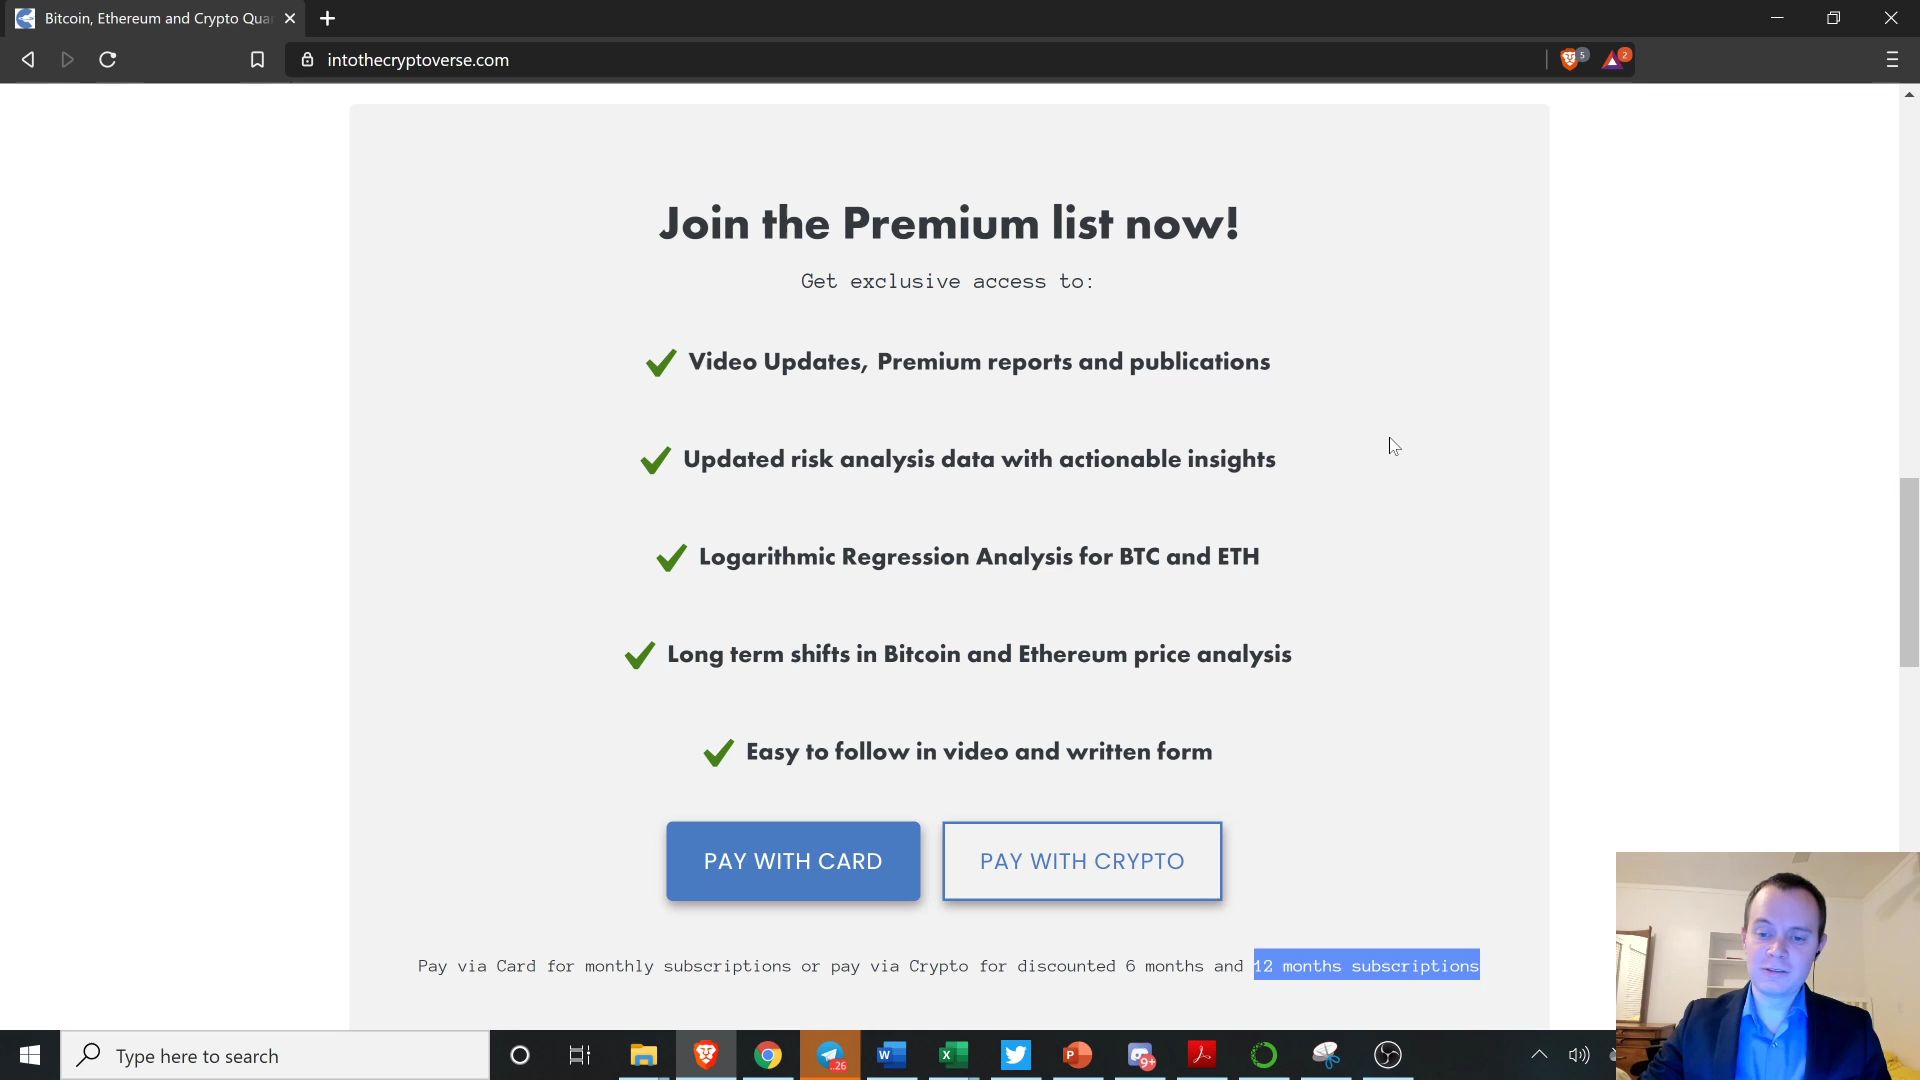 Bitcoin, Ethereum and Crypto Qua
intothecryptoverse.com
5
2
Join the Premium list now!
Get exclusive access to:
Video Updates, Premium reports and publications
Updated risk analysis data with actionable insights
Logarithmic Regression Analysis for BTC and ETH
Long term shifts in Bitcoin and Ethereum price analysis
Easy to follow in video and written form
PAY WITH CARD
PAY WITH CRYPTO
Pay via Card for monthly subscriptions or pay via Crypto for discounted 6 months and 12 months subscriptions
Type here to search
..26
W
X
P
9+